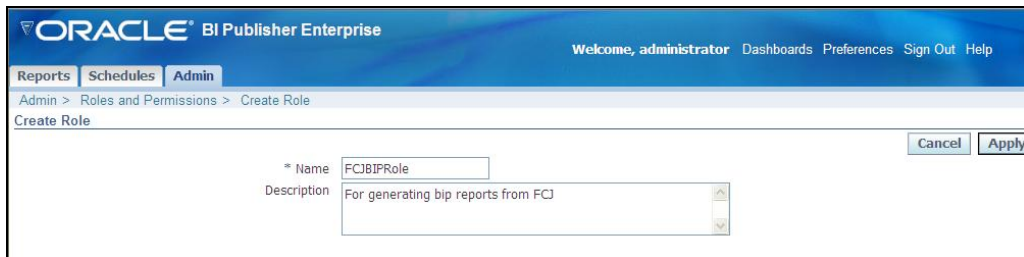 ORACLE® BI Publisher Enterprise
Welcome, administrator Dashboards Preferences Sign Out Help
Reports Schedules Admin
Admin > Roles and Permissions > Create Role
Create Role
Cancel Apply
* Name FCJBIPRole
Description For generating bip reports from FCJ